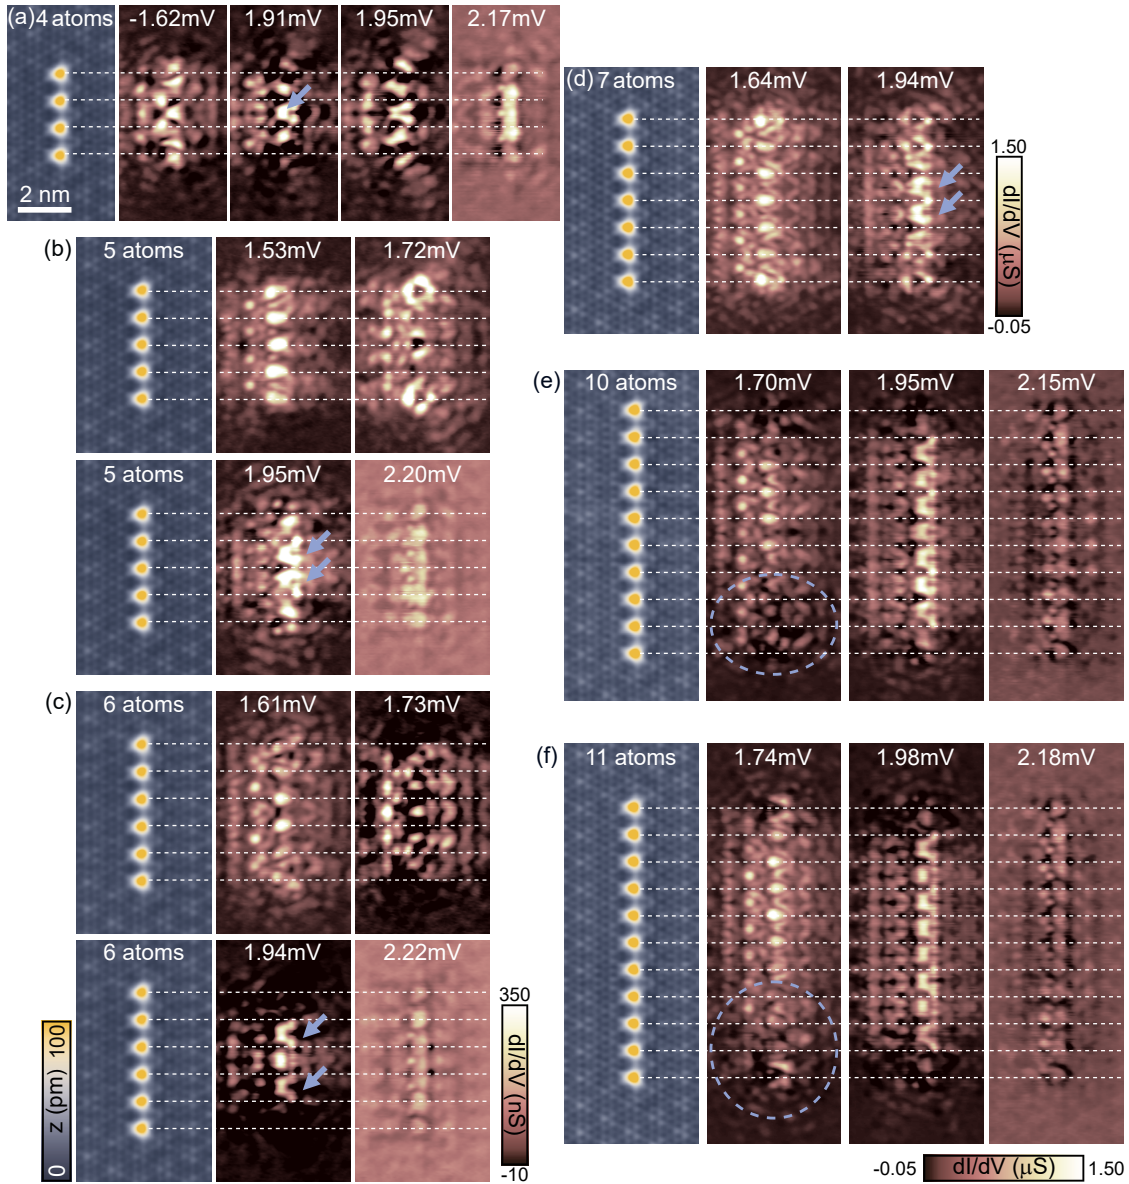 (a) 4 atoms -1.62mV 1.91mV 1.95mV 2.17mV
2 nm
(b) 5 atoms 1.53mV 1.72mV
5 atoms 1.95mV 2.20mV
(c) 6 atoms 1.61mV 1.73mV
6 atoms 1.94mV 2.22mV
0 z (pm) 100
350
dI/dV (nS)
-10
(d) 7 atoms 1.64mV 1.94mV
1.50
dI/dV (μS)
-0.05
(e) 10 atoms 1.70mV 1.95mV 2.15mV
(f) 11 atoms 1.74mV 1.98mV 2.18mV
-0.05 dI/dV (μS) 1.50